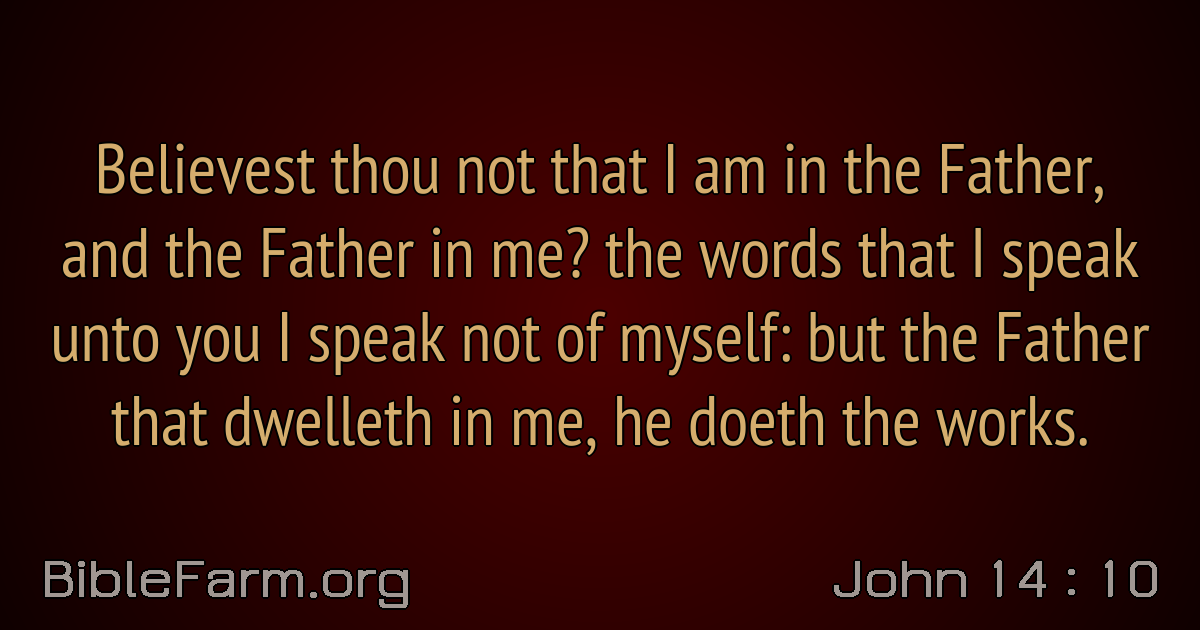 Believest thou not that I am in the Father,
and the Father in me? the words that I speak
unto you I speak not of myself: but the Father
that dwelleth in me, he doeth the works.
BibleFarm.org
John 14 : 10